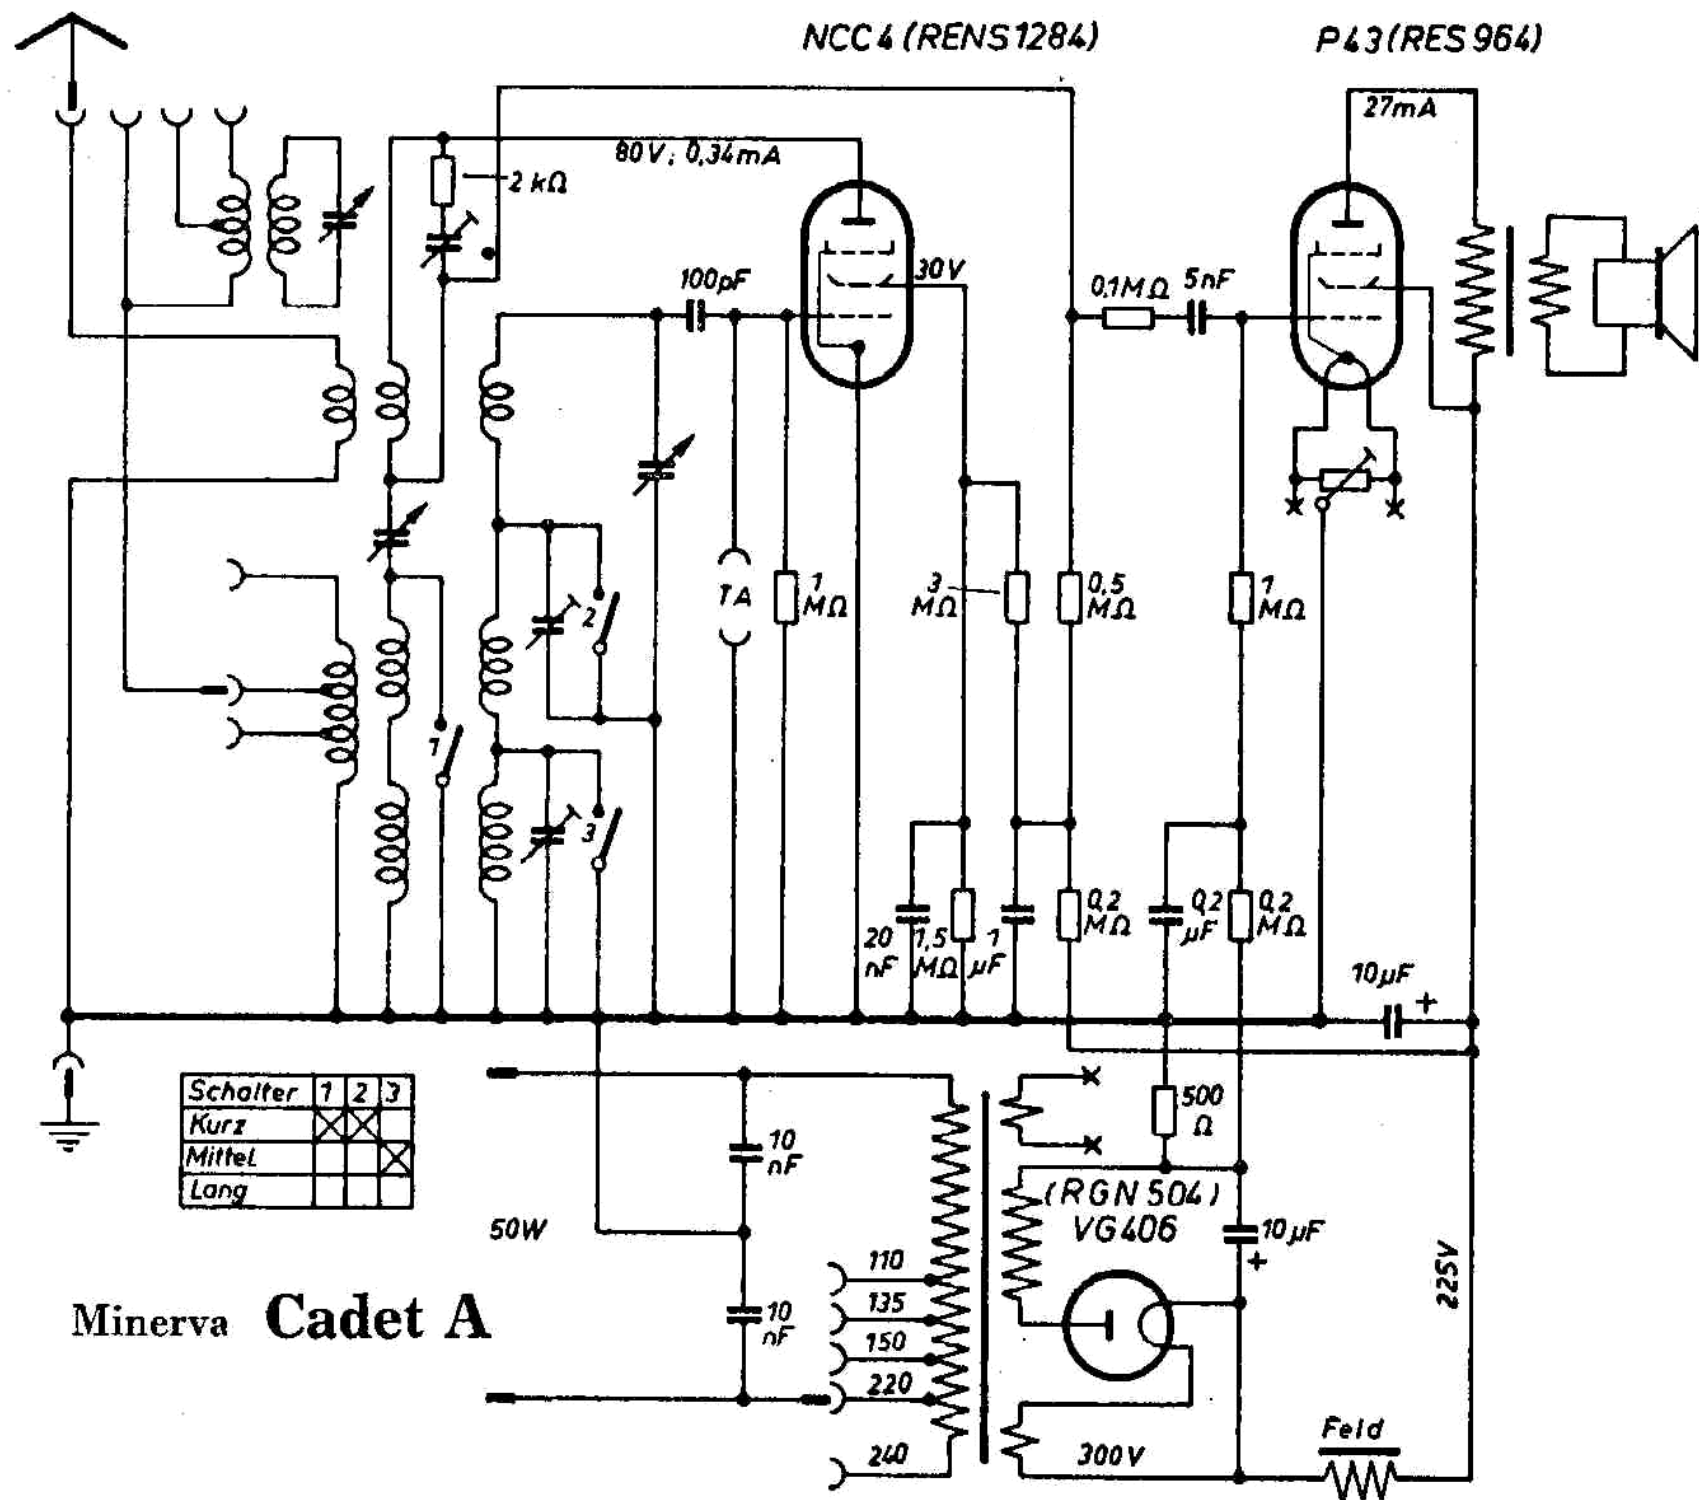 NCC4 (RENS1284)
P43 (RES964)
27mA
80V; 0,34mA
2 kΩ
100pF
30V
0,1MΩ
5nF
TA
1
MΩ
3
MΩ
0,5
MΩ
1
MΩ
2
1
3
20
nF
1,5
MΩ
1
µF
0,2
MΩ
0,2
µF
0,2
MΩ
10µF
+
Schalter 1 2 3
Kurz
Mittel
Lang
10
nF
500
Ω
(RGN 504)
VG406
50W
10µF
+
225V
110
135
150
220
240
10
nF
Minerva Cadet A
300V
Feld